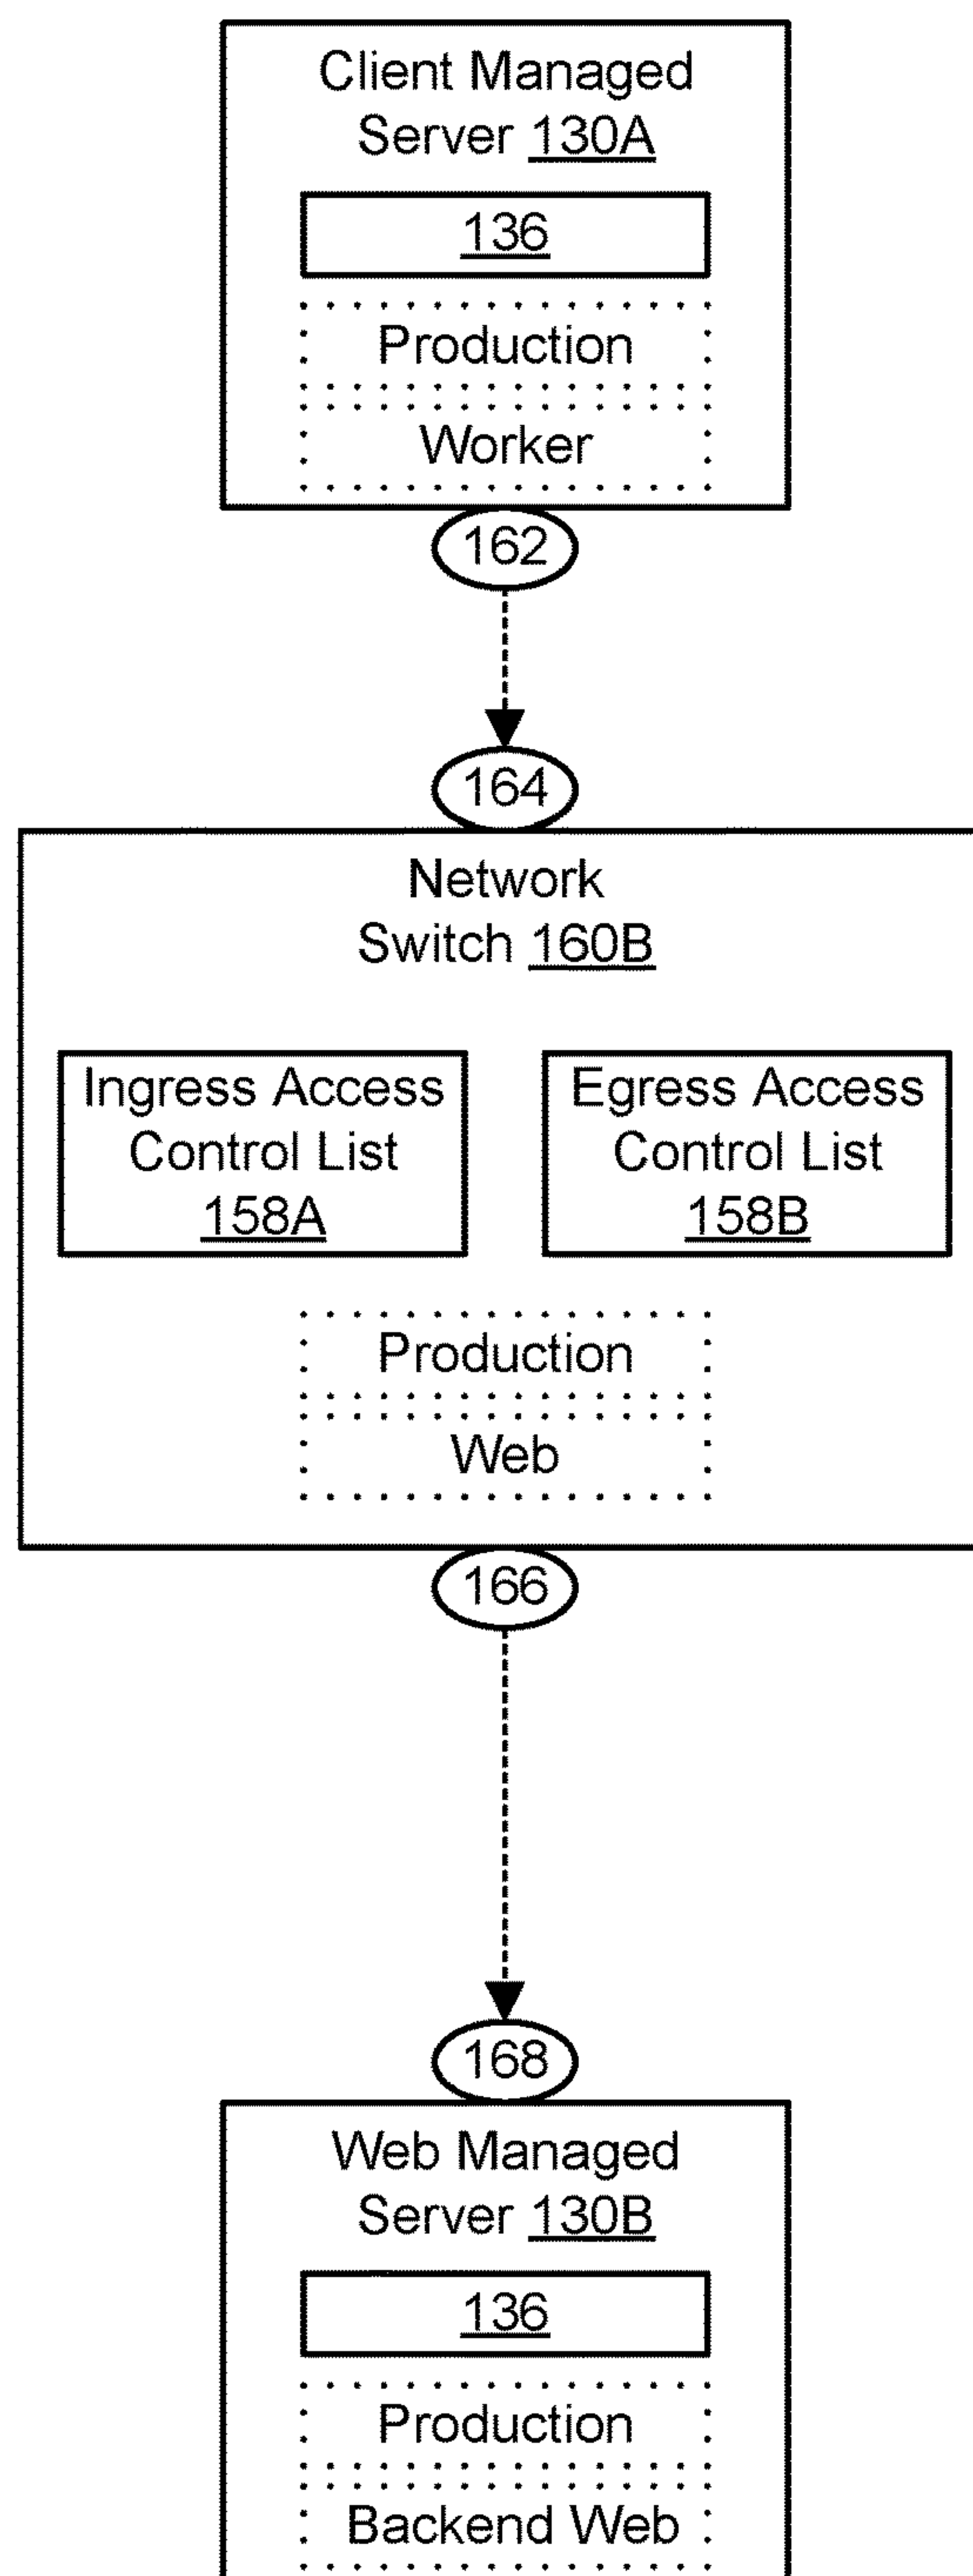 Client Managed
Server 130A
136
Production
Worker
162
164
Network
Switch 160B
Ingress Access
Control List
158A
Egress Access
Control List
158B
Production
Web
166
168
Web Managed
Server 130B
136
Production
Backend Web